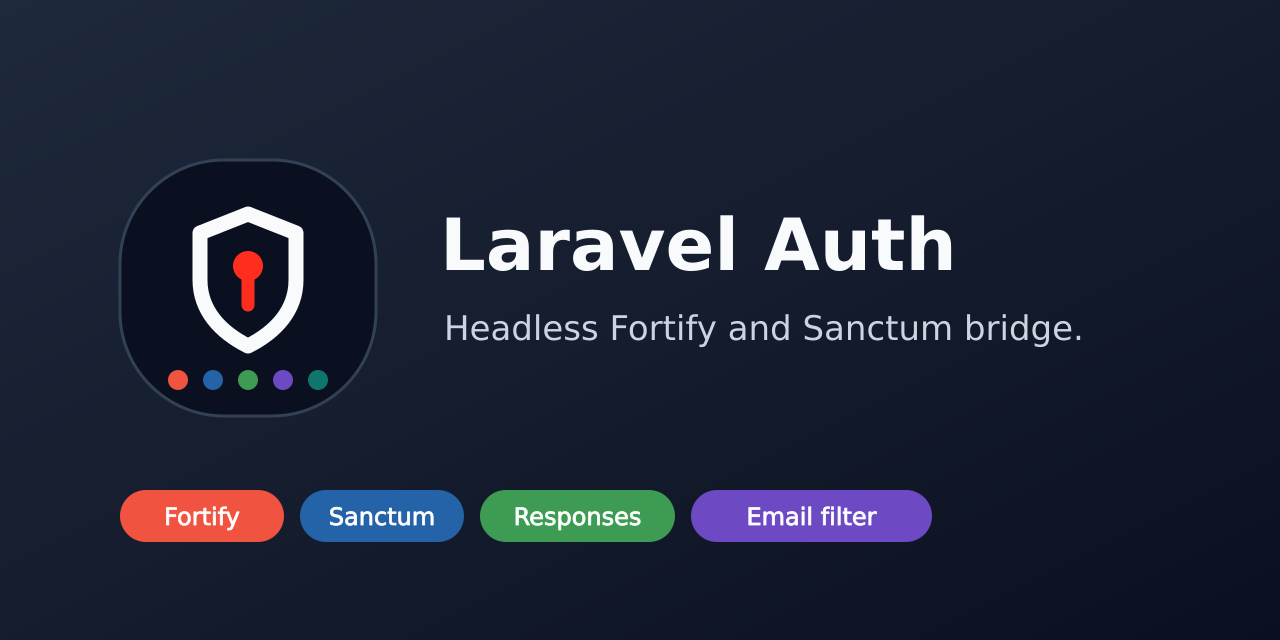 Laravel Auth
Headless Fortify and Sanctum bridge.
Fortify
Sanctum
Responses
Email filter